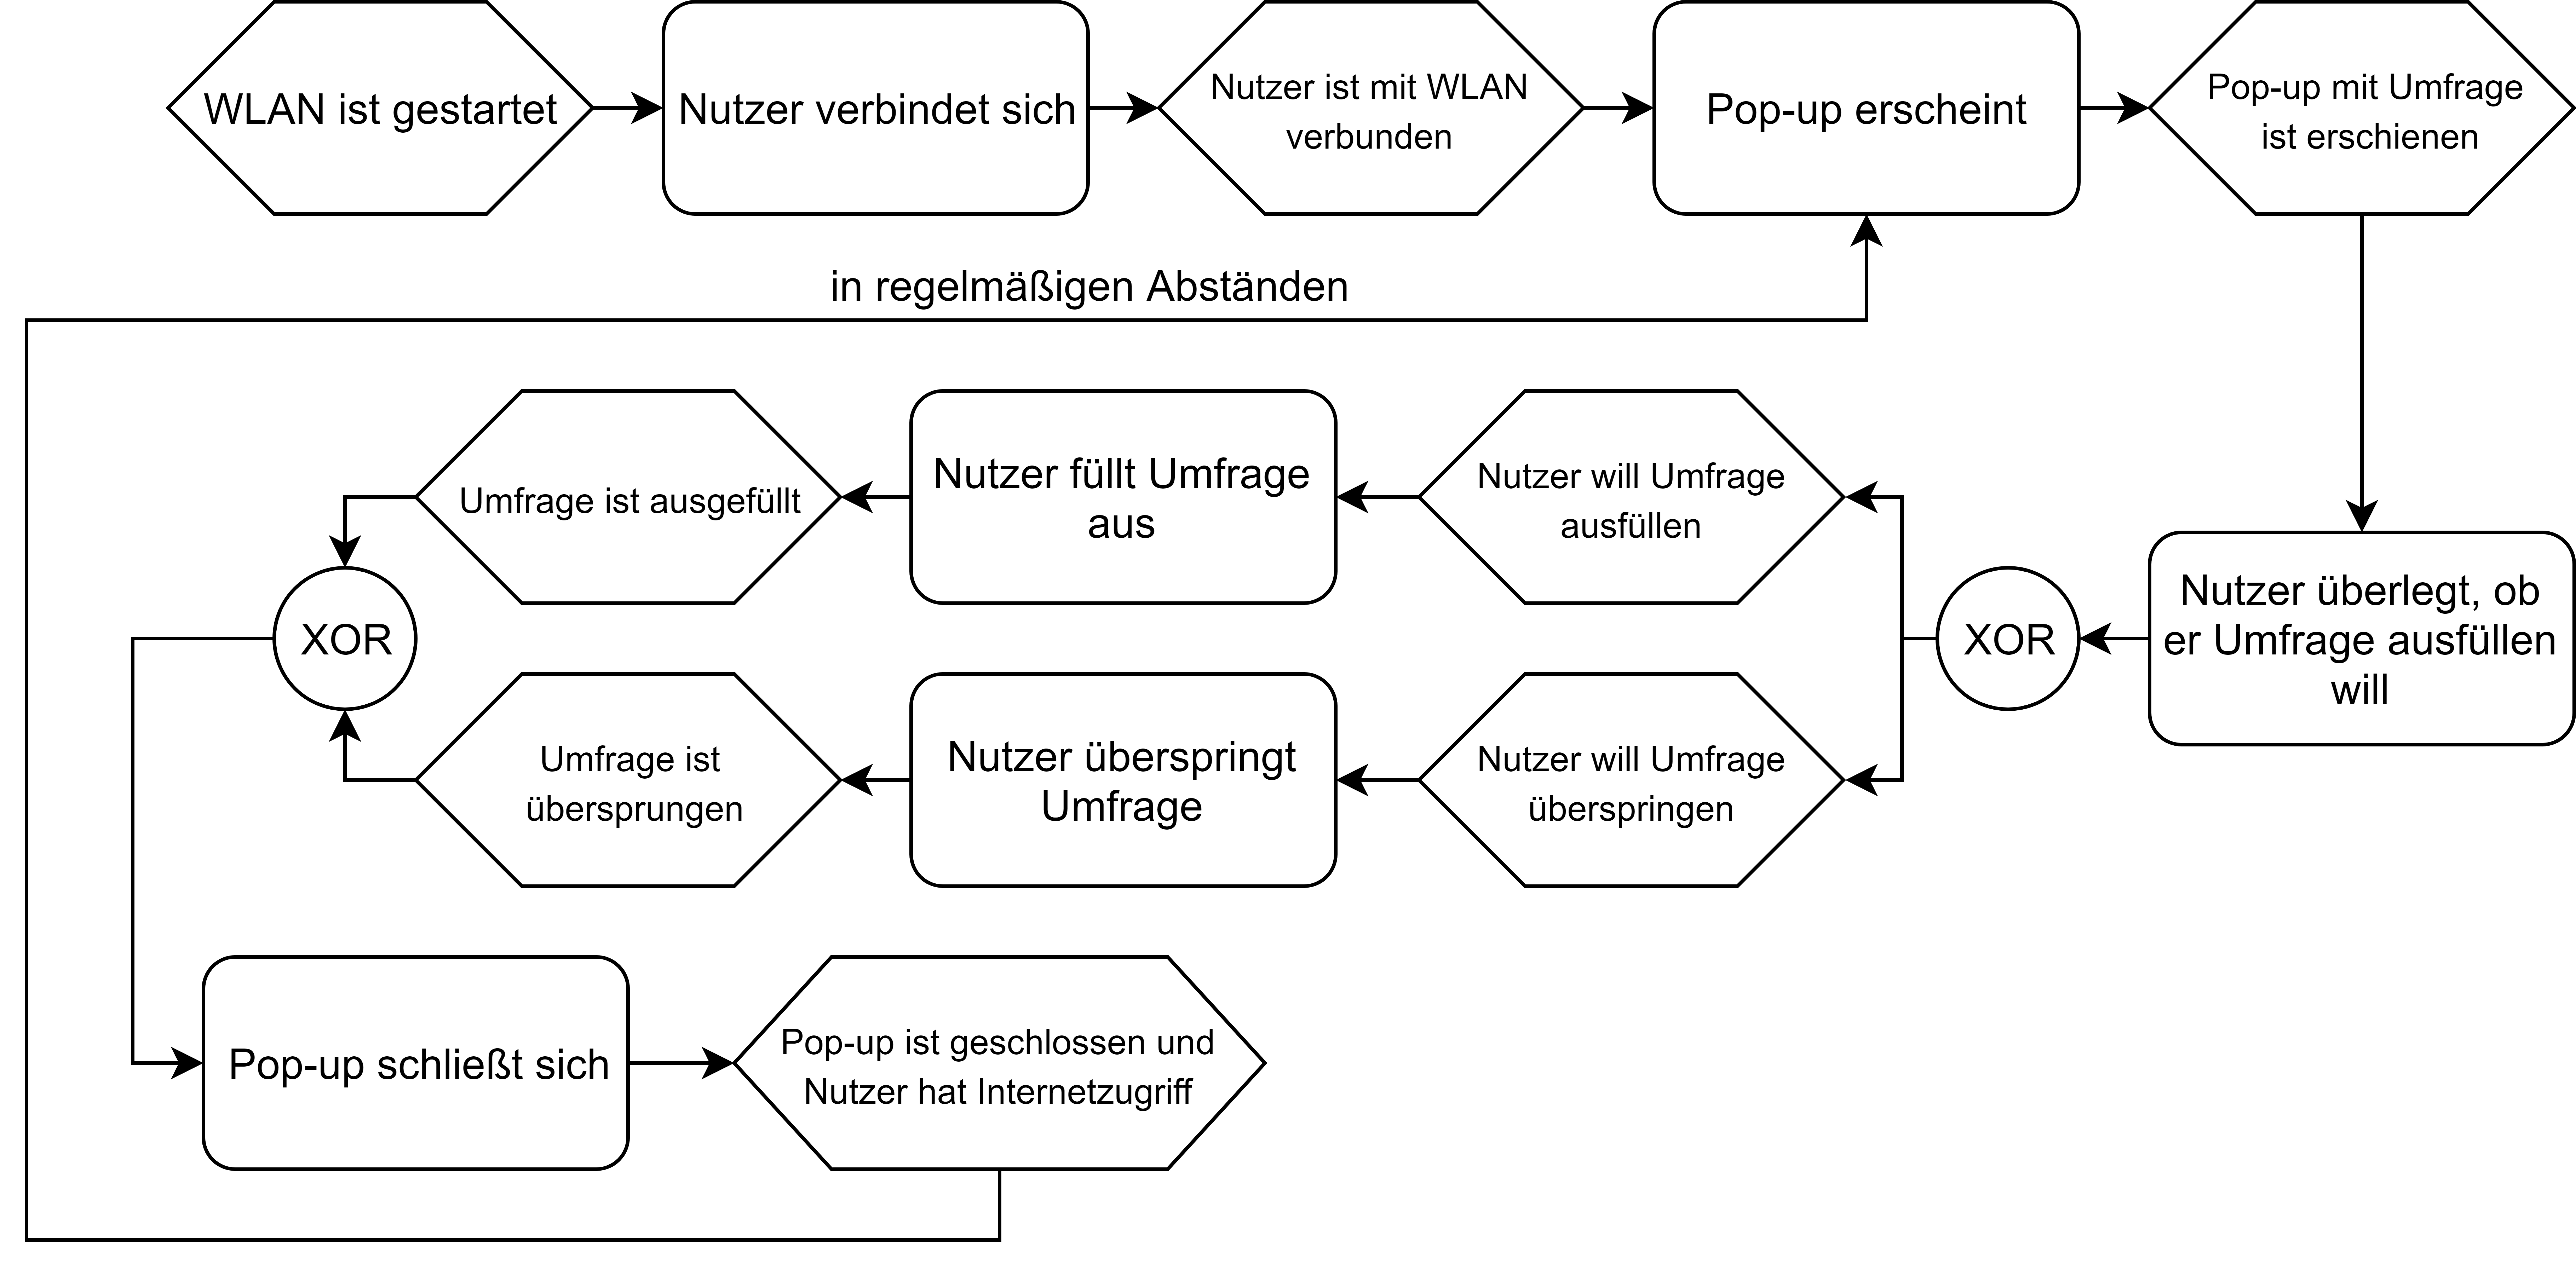 WLAN ist gestartet
Nutzer verbindet sich
Nutzer ist mit WLAN
verbunden
Pop-up erscheint
Pop-up mit Umfrage
ist erschienen
in regelmäßigen Abständen
Nutzer überlegt, ob
er Umfrage ausfüllen
will
XOR
Nutzer will Umfrage
ausfüllen
Nutzer füllt Umfrage
aus
Umfrage ist ausgefüllt
Nutzer will Umfrage
überspringen
Nutzer überspringt
Umfrage
Umfrage ist
übersprungen
XOR
Pop-up schließt sich
Pop-up ist geschlossen und
Nutzer hat Internetzugriff